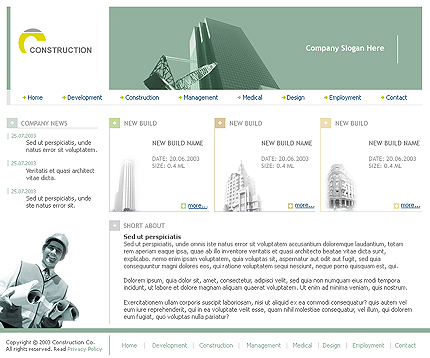 CONSTRUCTION
Company Slogan Here
Home Development Construction Management Medical Design Employment Contact
COMPANY NEWS
25.07.2003
Sed ut perspiciatis, unde
natus error sit voluptatem.
25.07.2003
Veritatis et quasi architect
vitae dicta.
25.07.2003
Sed ut perspiciatis, unde
ste natus error sir.
NEW BUILD
NEW BUILD NAME
DATE: 20.06.2003
SIZE: 0.4 ML
more...
NEW BUILD
NEW BUILD NAME
DATE: 20.06.2003
SIZE: 0.4 ML
more...
NEW BUILD
NEW BUILD NAME
DATE: 20.06.2003
SIZE: 0.4 ML
more...
SHORT ABOUT
Sed ut perspiciatis
Sed ut perspiciatis, unde omnis iste natus error sit voluptatem accusantium doloremque laudantium, totam
rem aperiam eaque ipsa, quae ab illo inventore veritatis et quasi architecto beatae vitae dicta sunt,
explicabo. nemo enim ipsam voluptatem, quia voluptas sit, aspernatur aut odit aut fugit, sed quia
consequuntur magni dolores eos, qui ratione voluptatem sequi nesciunt, neque porro quisquam est, qui.
Dolorem ipsum, quia dolor sit, amet, consectetur, adipisci velit, sed quia non numquam eius modi tempora
incidunt, ut labore et dolore magnam aliquam quaerat voluptatem. Ut enim ad minima veniam, quis nostrum.
Exercitationem ullam corporis suscipit laboriosam, nisi ut aliquid ex ea commodi consequatur? quis autem vel
eum iure reprehenderit, qui in ea voluptate velit esse, quam nihil molestiae consequatur, vel illum, qui dolorem
eum fugiat, quo voluptas nulla pariatur?
Copyright © 2003 Construction Co.
All rights reserved. Read Privacy Policy
Home | Development | Construction | Management | Medical | Design | Employment | Contact